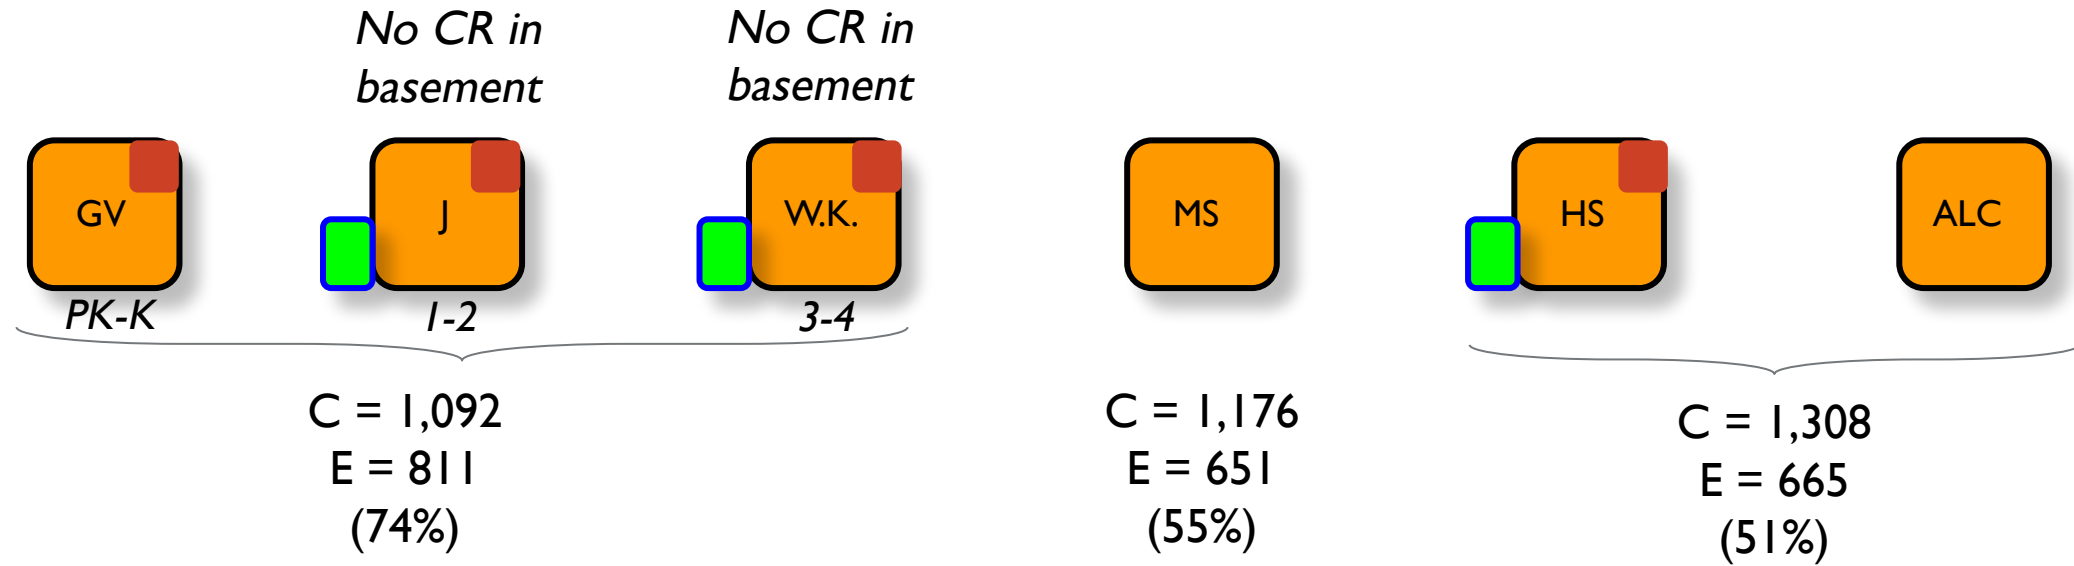 No CR in
basement
No CR in
basement
GV
J
W.K.
MS
HS
ALC
PK-K
1-2
3-4
C = 1,092
E = 811
(74%)
C = 1,176
E = 651
(55%)
C = 1,308
E = 665
(51%)